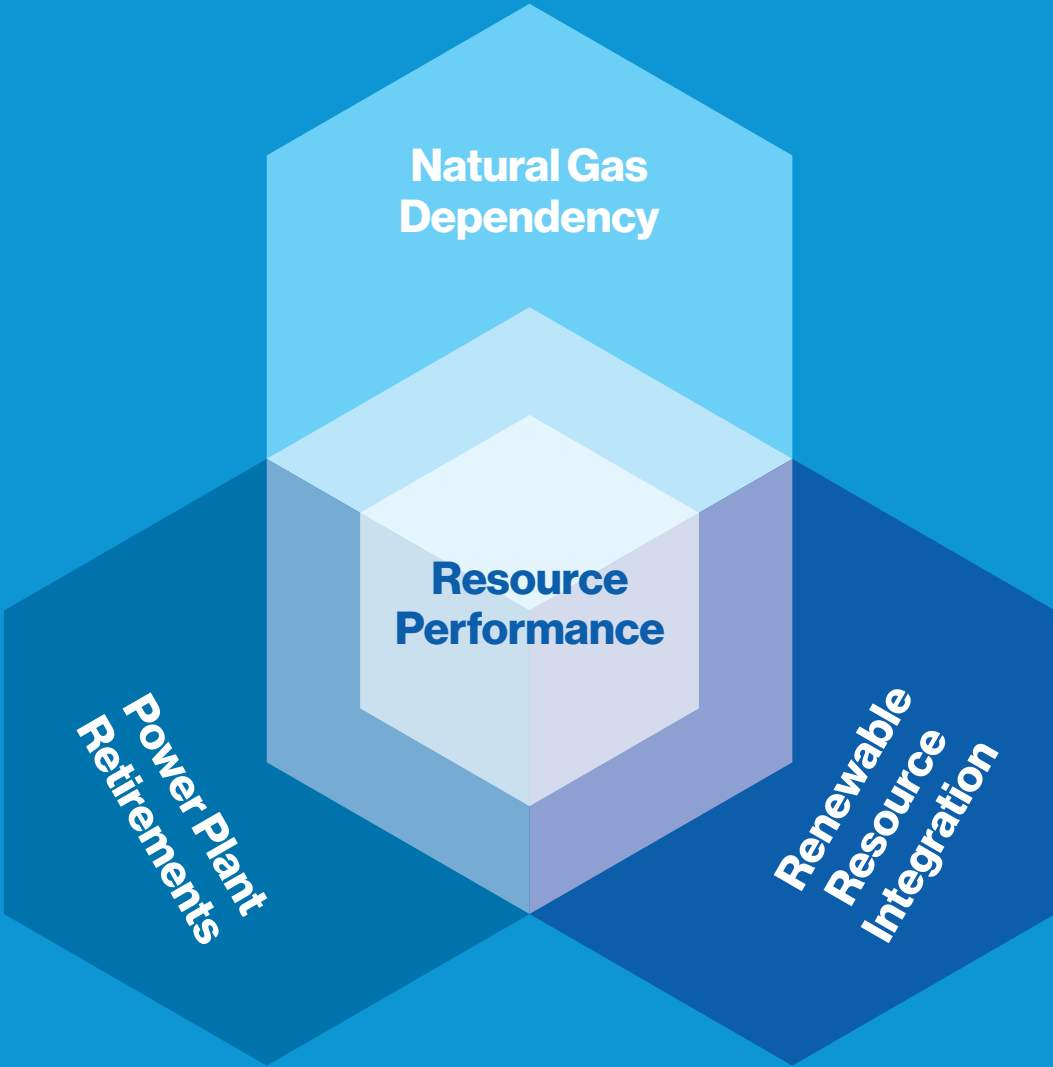 Natural Gas
Dependency
Resource
Performance
Power Plant
Retirements
Renewable
Resource
Integration